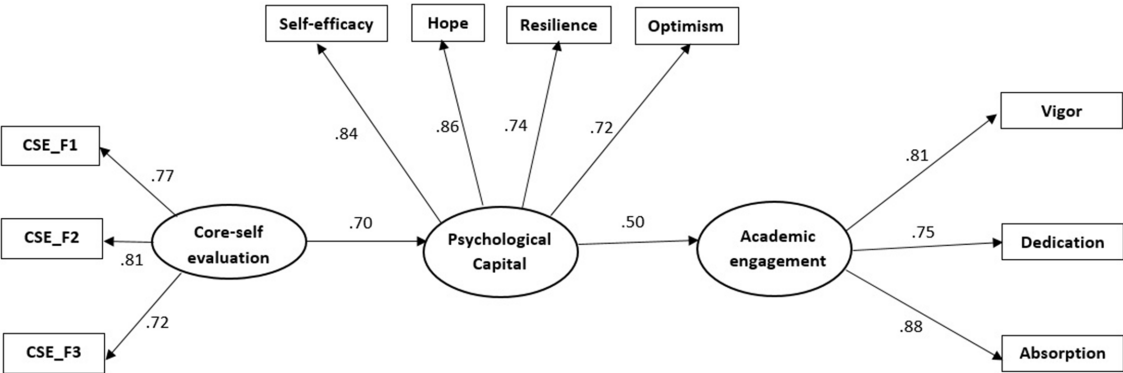 Self-efficacy
Hope
Resilience
Optimism
.84
.86
.74
.72
CSE_F1
CSE_F2
CSE_F3
.77
.81
.72
Core-self
evaluation
.70
Psychological
Capital
.50
Academic
engagement
.81
.75
.88
Vigor
Dedication
Absorption